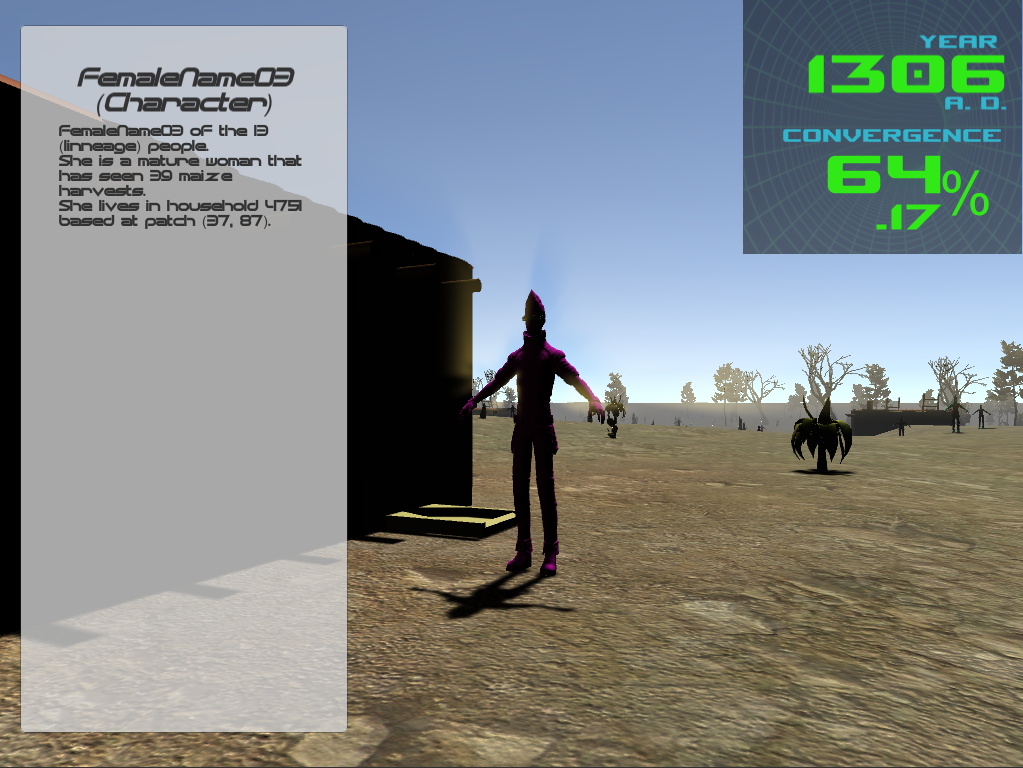 FemaleName03
(Character)
FemaleName03 of the 13
(linneage) people.
She is a mature woman that
has seen 39 maize
harvests.
She lives in household 4751
based at patch (37, 87).
YEAR
1306
A. D.
CONVERGENCE
64%
.17